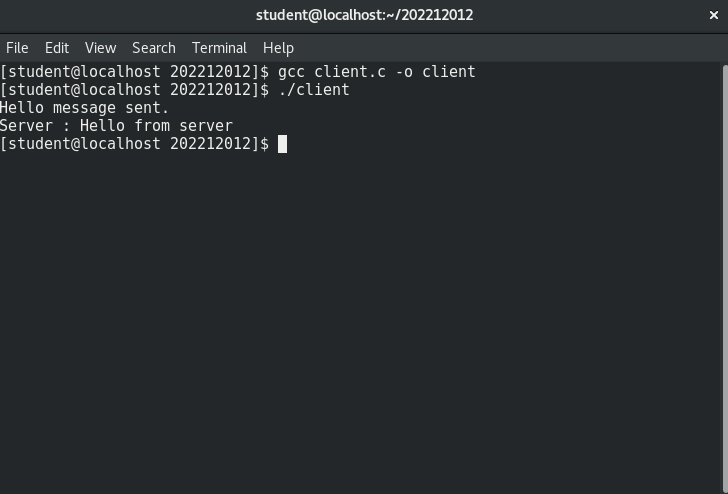 student@localhost:~/202212012 ×
File Edit View Search Terminal Help
[student@localhost 202212012]$ gcc client.c -o client
[student@localhost 202212012]$ ./client
Hello message sent.
Server : Hello from server
[student@localhost 202212012]$